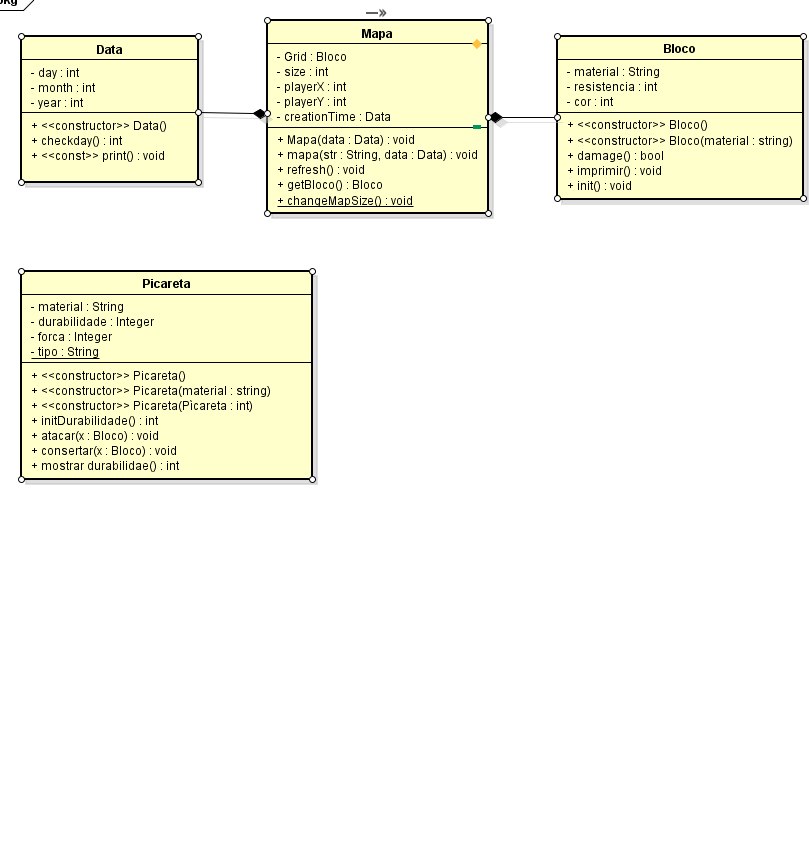 pkg
Data
- day : int
- month : int
- year : int
+ <<constructor>> Data()
+ checkday() : int
+ <<const>> print() : void
Mapa
- Grid : Bloco
- size : int
- playerX : int
- playerY : int
- creationTime : Data
+ Mapa(data : Data) : void
+ mapa(str : String, data : Data) : void
+ refresh() : void
+ getBloco() : Bloco
+ changeMapSize() : void
Bloco
- material : String
- resistencia : int
- cor : int
+ <<constructor>> Bloco()
+ <<constructor>> Bloco(material : string)
+ damage() : bool
+ imprimir() : void
+ init() : void
Picareta
- material : String
- durabilidade : Integer
- forca : Integer
- tipo : String
+ <<constructor>> Picareta()
+ <<constructor>> Picareta(material : string)
+ <<constructor>> Picareta(Picareta : int)
+ initDurabilidade() : int
+ atacar(x : Bloco) : void
+ consertar(x : Bloco) : void
+ mostrar durabilidae() : int